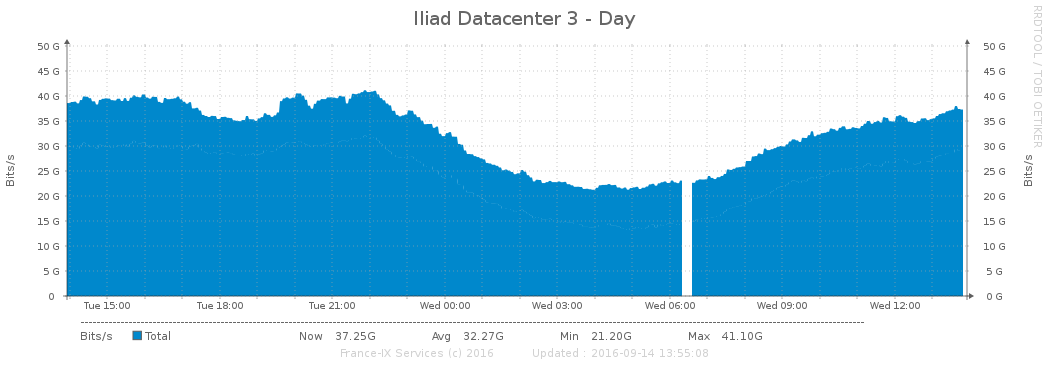 Iliad Datacenter 3 - Day
RRDTOOL / TOBI OETIKER
Bits/s
50 G
45 G
40 G
35 G
30 G
25 G
20 G
15 G
10 G
5 G
0
50 G
45 G
40 G
35 G
30 G
25 G
20 G
15 G
10 G
5 G
0 G
Bits/s
Tue 15:00 Tue 18:00 Tue 21:00 Wed 00:00 Wed 03:00 Wed 06:00 Wed 09:00 Wed 12:00
Bits/s Total Now 37.25G Avg 32.27G Min 21.20G Max 41.10G
France-IX Services (c) 2016 Updated : 2016-09-14 13:55:08